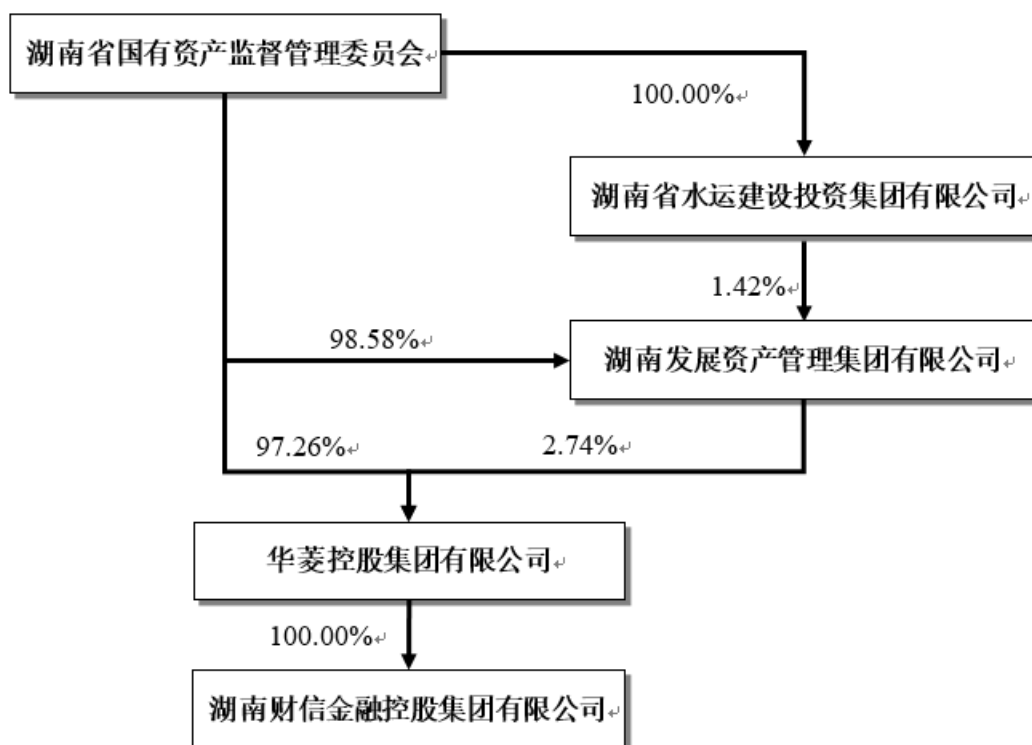 湖南省国有资产监督管理委员会
100.00%
湖南省水运建设投资集团有限公司
1.42%
98.58%
湖南发展资产管理集团有限公司
97.26%
2.74%
华菱控股集团有限公司
100.00%
湖南财信金融控股集团有限公司